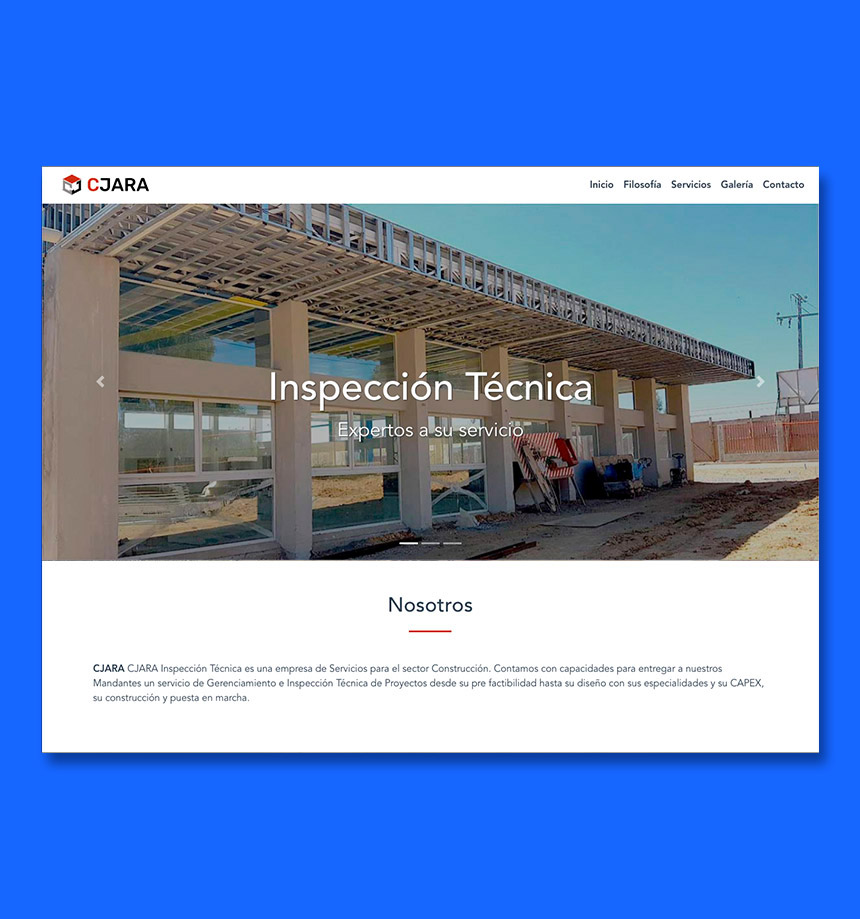 CJARA
Inicio Filosofía Servicios Galería Contacto
Inspección Técnica
Expertos a su servicio
Nosotros
CJARA CJARA Inspección Técnica es una empresa de Servicios para el sector Construcción. Contamos con capacidades para entregar a nuestros
Mandantes un servicio de Gerenciamiento e Inspección Técnica de Proyectos desde su pre factibilidad hasta su diseño con sus especialidades y su CAPEX,
su construcción y puesta en marcha.